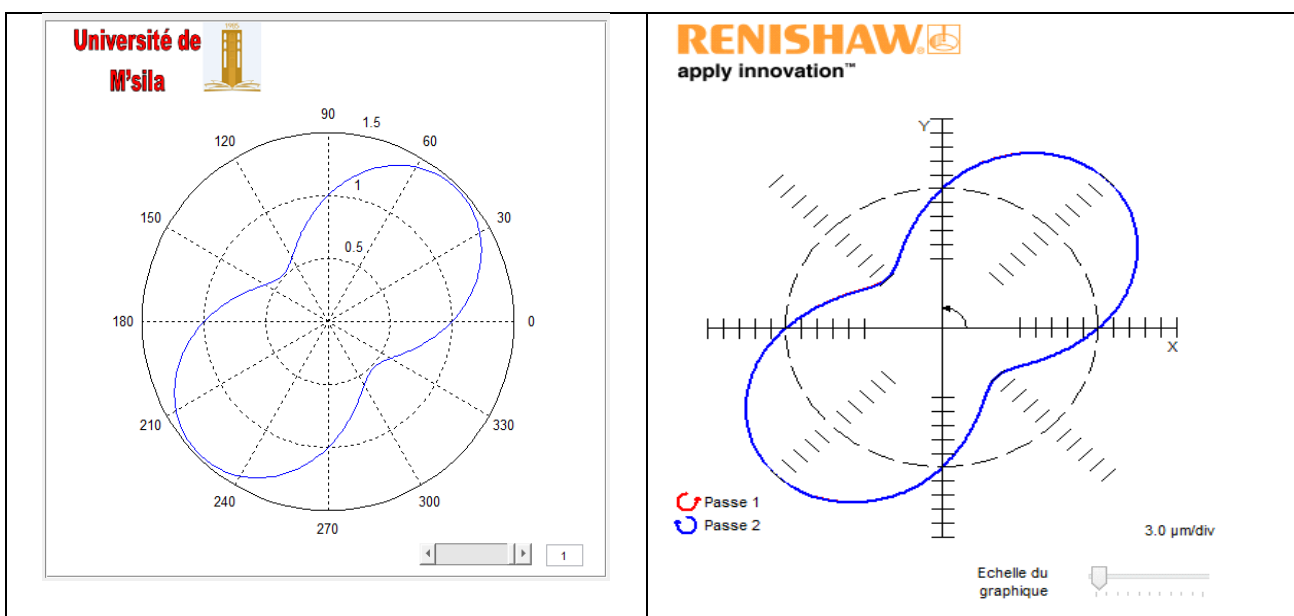 Université de
M'sila
1985
90
1.5
120
60
1
150
30
0.5
180
0
210
330
240
300
270
1
RENISHAW
apply innovation™
Y
X
Passe 1
Passe 2
3.0 µm/div
Echelle du
graphique